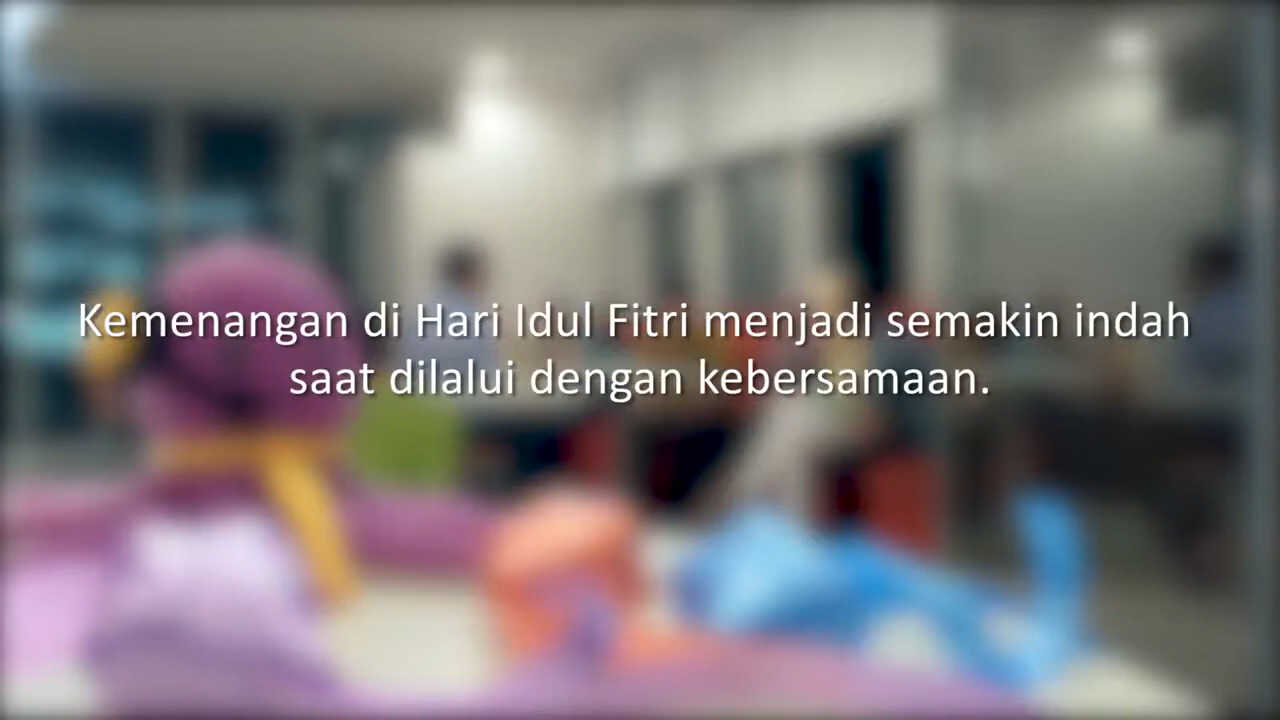 Kemenangan di Hari Idul Fitri menjadi semakin indah
saat dilalui dengan kebersamaan.